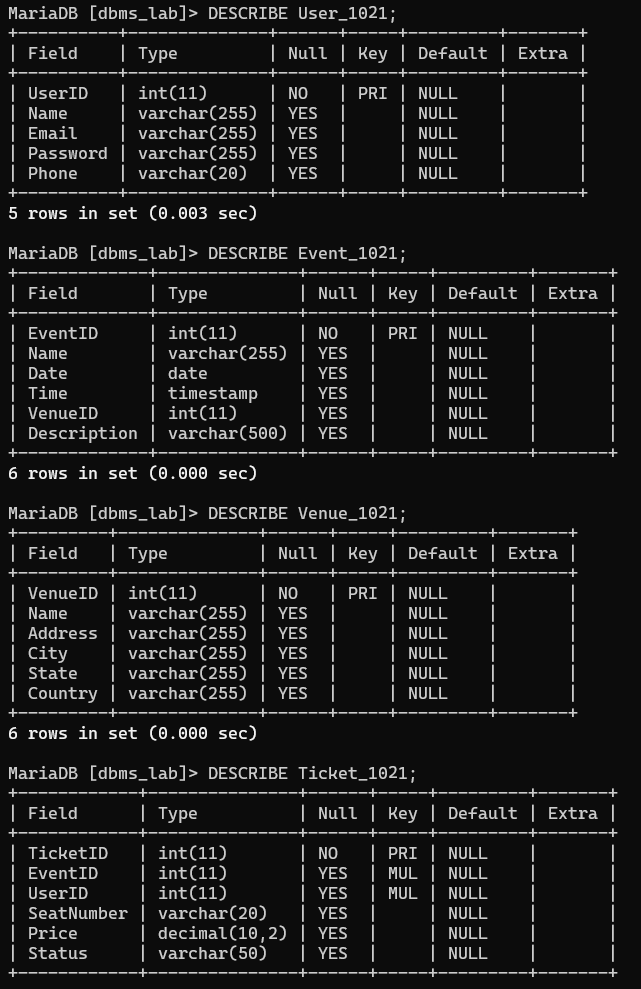 MariaDB [dbms_lab]> DESCRIBE User_1021;
+----------+--------------+------+-----+---------+-------+
| Field    | Type         | Null | Key | Default | Extra |
+----------+--------------+------+-----+---------+-------+
| UserID   | int(11)      | NO   | PRI | NULL    |       |
| Name     | varchar(255) | YES  |     | NULL    |       |
| Email    | varchar(255) | YES  |     | NULL    |       |
| Password | varchar(255) | YES  |     | NULL    |       |
| Phone    | varchar(20)  | YES  |     | NULL    |       |
+----------+--------------+------+-----+---------+-------+
5 rows in set (0.003 sec)
MariaDB [dbms_lab]> DESCRIBE Event_1021;
+-------------+--------------+------+-----+---------+-------+
| Field       | Type         | Null | Key | Default | Extra |
+-------------+--------------+------+-----+---------+-------+
| EventID     | int(11)      | NO   | PRI | NULL    |       |
| Name        | varchar(255) | YES  |     | NULL    |       |
| Date        | date         | YES  |     | NULL    |       |
| Time        | timestamp    | YES  |     | NULL    |       |
| VenueID     | int(11)      | YES  |     | NULL    |       |
| Description | varchar(500) | YES  |     | NULL    |       |
+-------------+--------------+------+-----+---------+-------+
6 rows in set (0.000 sec)
MariaDB [dbms_lab]> DESCRIBE Venue_1021;
+---------+--------------+------+-----+---------+-------+
| Field   | Type         | Null | Key | Default | Extra |
+---------+--------------+------+-----+---------+-------+
| VenueID | int(11)      | NO   | PRI | NULL    |       |
| Name    | varchar(255) | YES  |     | NULL    |       |
| Address | varchar(255) | YES  |     | NULL    |       |
| City    | varchar(255) | YES  |     | NULL    |       |
| State   | varchar(255) | YES  |     | NULL    |       |
| Country | varchar(255) | YES  |     | NULL    |       |
+---------+--------------+------+-----+---------+-------+
6 rows in set (0.000 sec)
MariaDB [dbms_lab]> DESCRIBE Ticket_1021;
+------------+---------------+------+-----+---------+-------+
| Field      | Type          | Null | Key | Default | Extra |
+------------+---------------+------+-----+---------+-------+
| TicketID   | int(11)       | NO   | PRI | NULL    |       |
| EventID    | int(11)       | YES  | MUL | NULL    |       |
| UserID     | int(11)       | YES  | MUL | NULL    |       |
| SeatNumber | varchar(20)   | YES  |     | NULL    |       |
| Price      | decimal(10,2) | YES  |     | NULL    |       |
| Status     | varchar(50)   | YES  |     | NULL    |       |
+------------+---------------+------+-----+---------+-------+